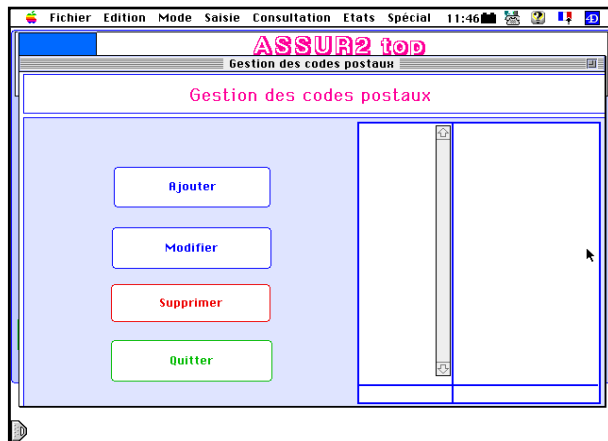 Fichier Edition Mode Saisie Consultation Etats Spécial 11:46
ASSUR2 top
Gestion des codes postaux
Gestion des codes postaux
Ajouter
Modifier
Supprimer
Quitter